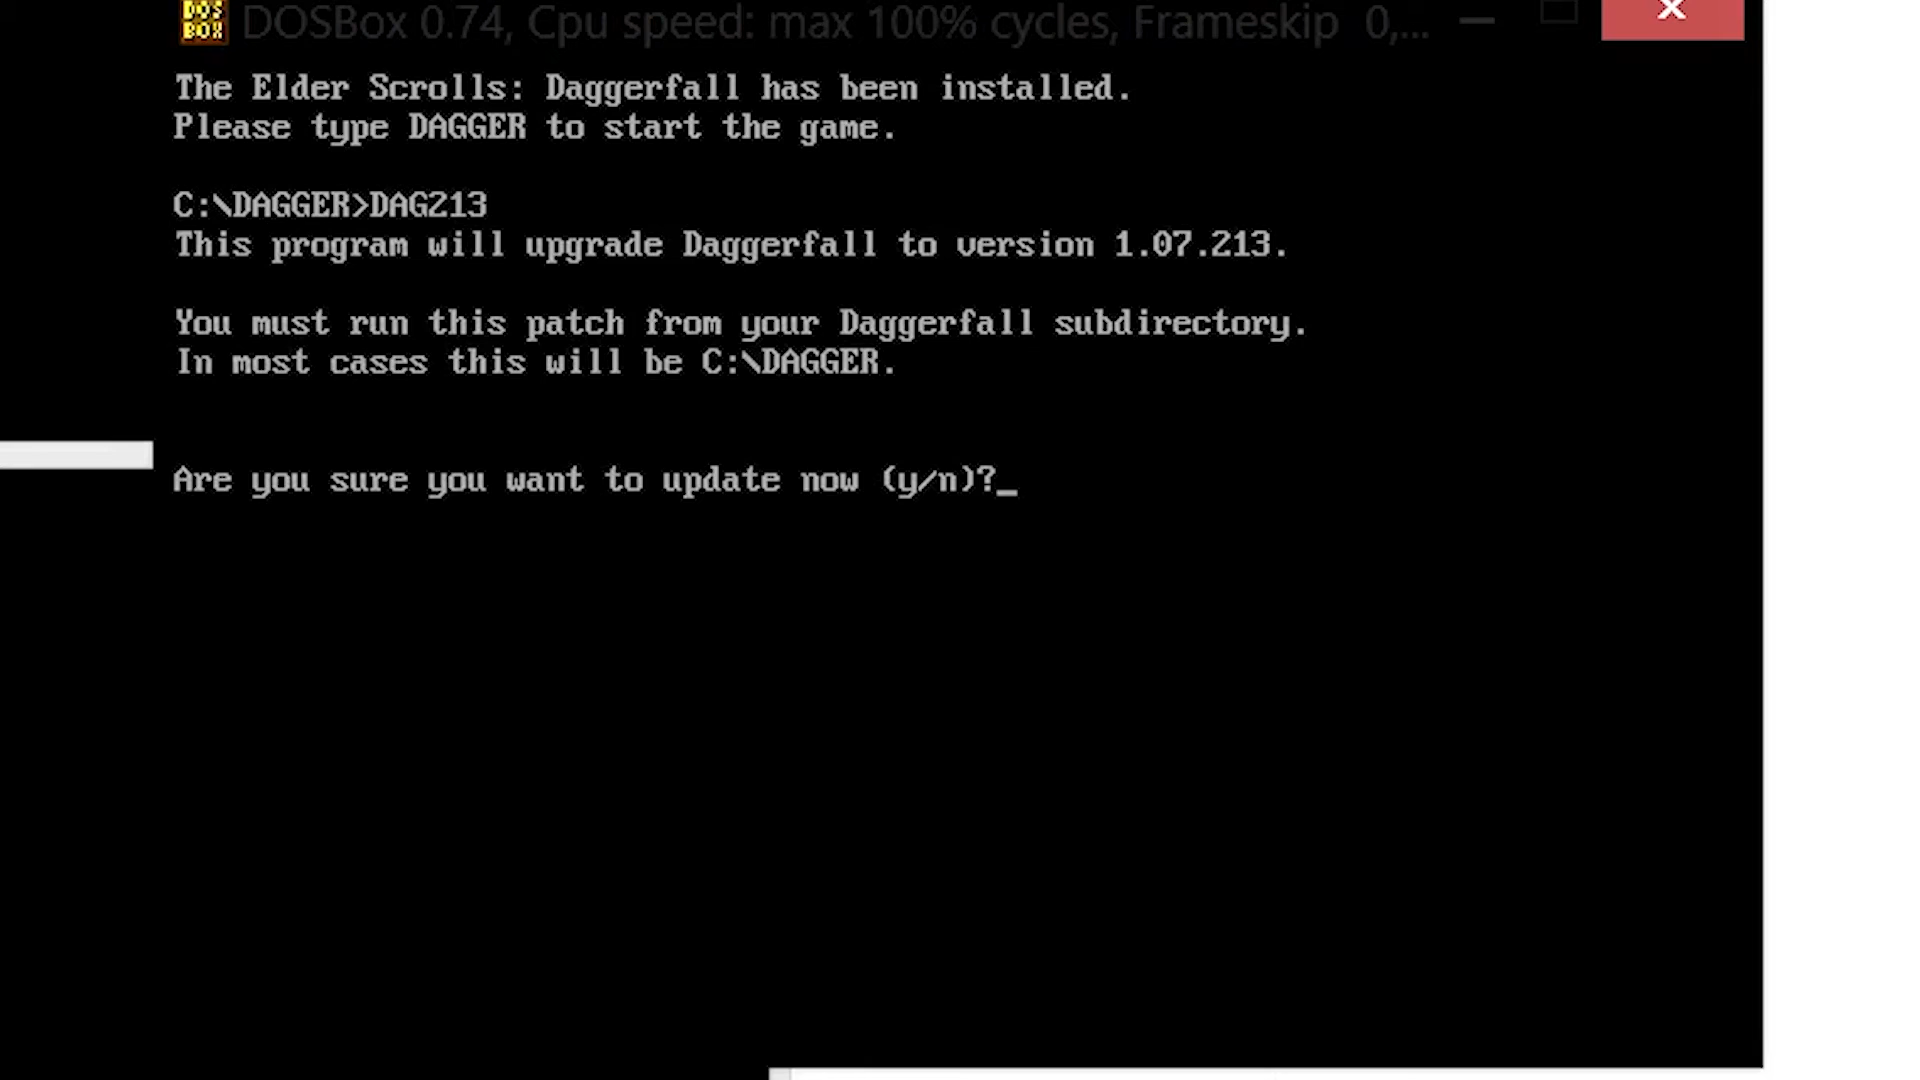 DOS BOX DOSBox 0.74, Cpu speed: max 100% cycles, Frameskip 0,...
The Elder Scrolls: Daggerfall has been installed.
Please type DAGGER to start the game.
C:\DAGGER>DAG213
This program will upgrade Daggerfall to version 1.07.213.
You must run this patch from your Daggerfall subdirectory.
In most cases this will be C:\DAGGER.
Are you sure you want to update now (y/n)?_